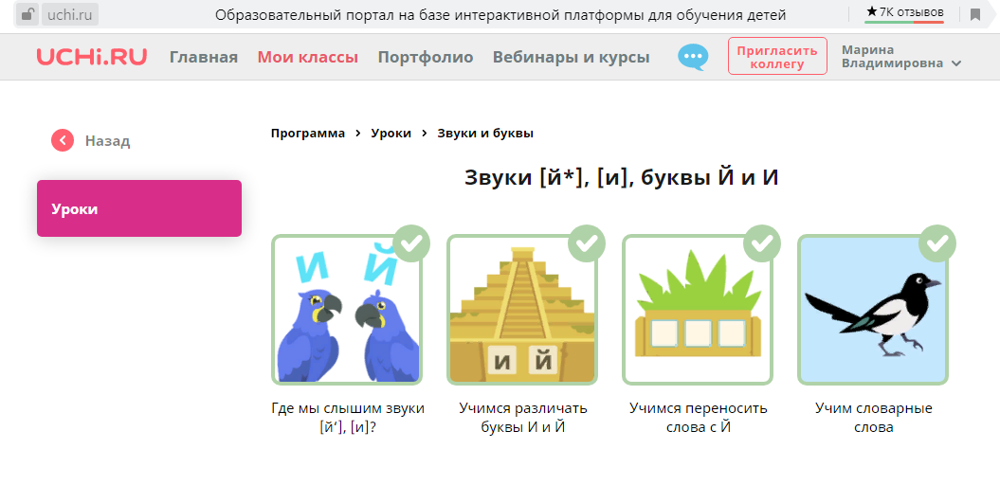 uchi.ru
Образовательный портал на базе интерактивной платформы для обучения детей
★7К отзывов
UCHi.RU
Главная
Мои классы
Портфолио
Вебинары и курсы
Пригласить
коллегу
Марина
Владимировна
Назад
Уроки
Программа > Уроки > Звуки и буквы
Звуки [й*], [и], буквы Й и И
И Й
И Й
Где мы слышим звуки
[й‘], [и]?
Учимся различать
буквы И и Й
Учимся переносить
слова с Й
Учим словарные
слова